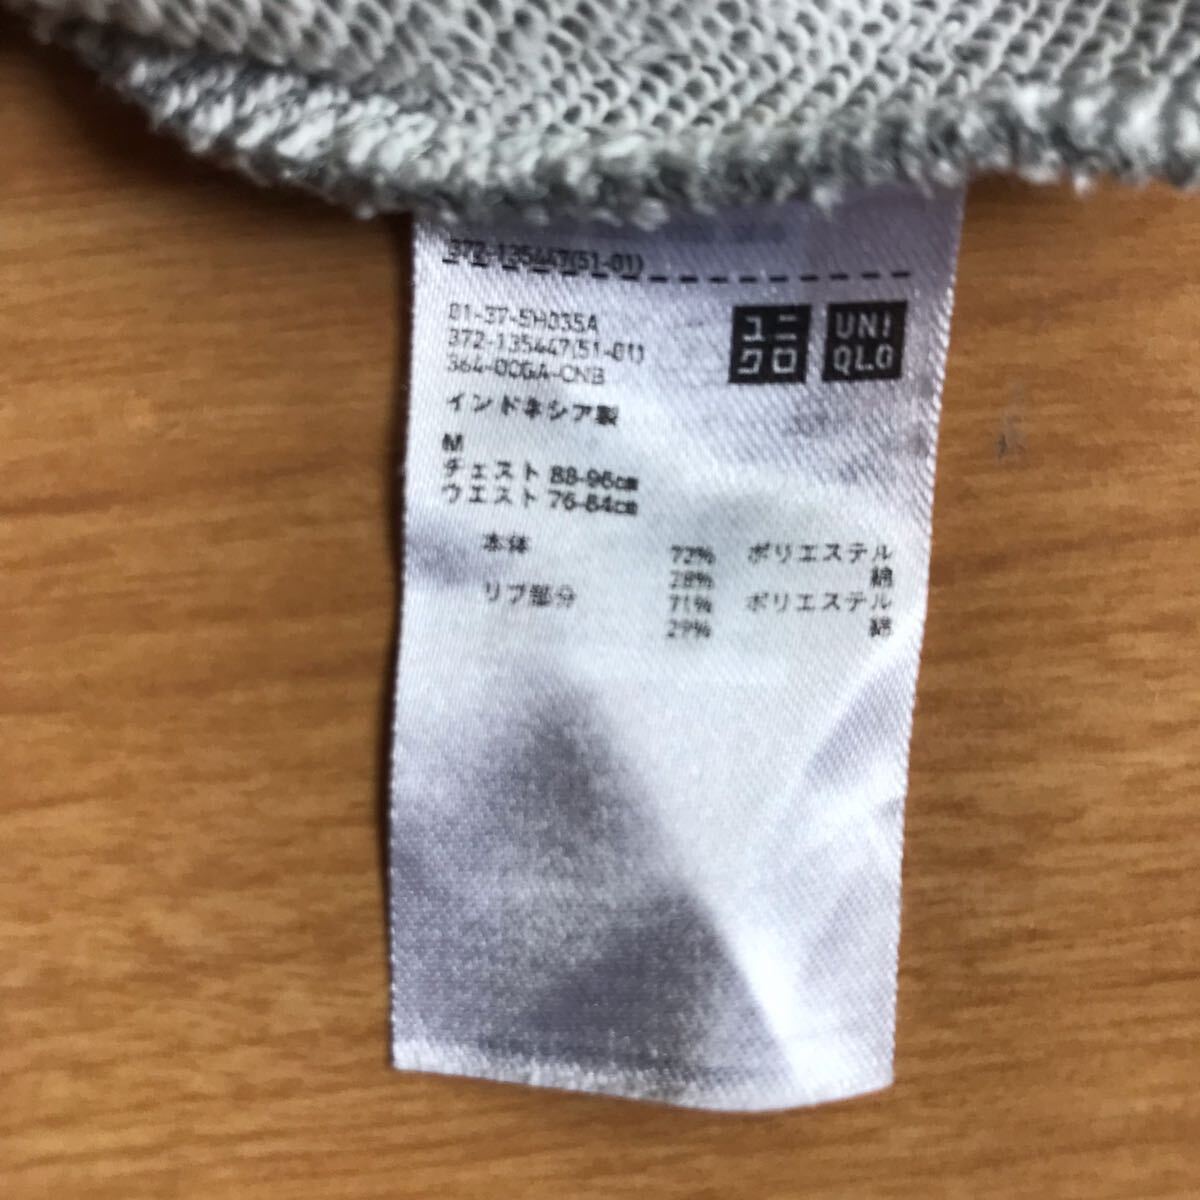 372-135447(51-01)
01-37-5H035A
372-135447(51-01)
364-00GA-CNB
ユニ
クロ
UNI
QLO
インドネシア製
M
チェスト 88-96cm
ウエスト 76-84cm
本体 72% ポリエステル
28% 綿
リブ部分 71% ポリエステル
29% 綿